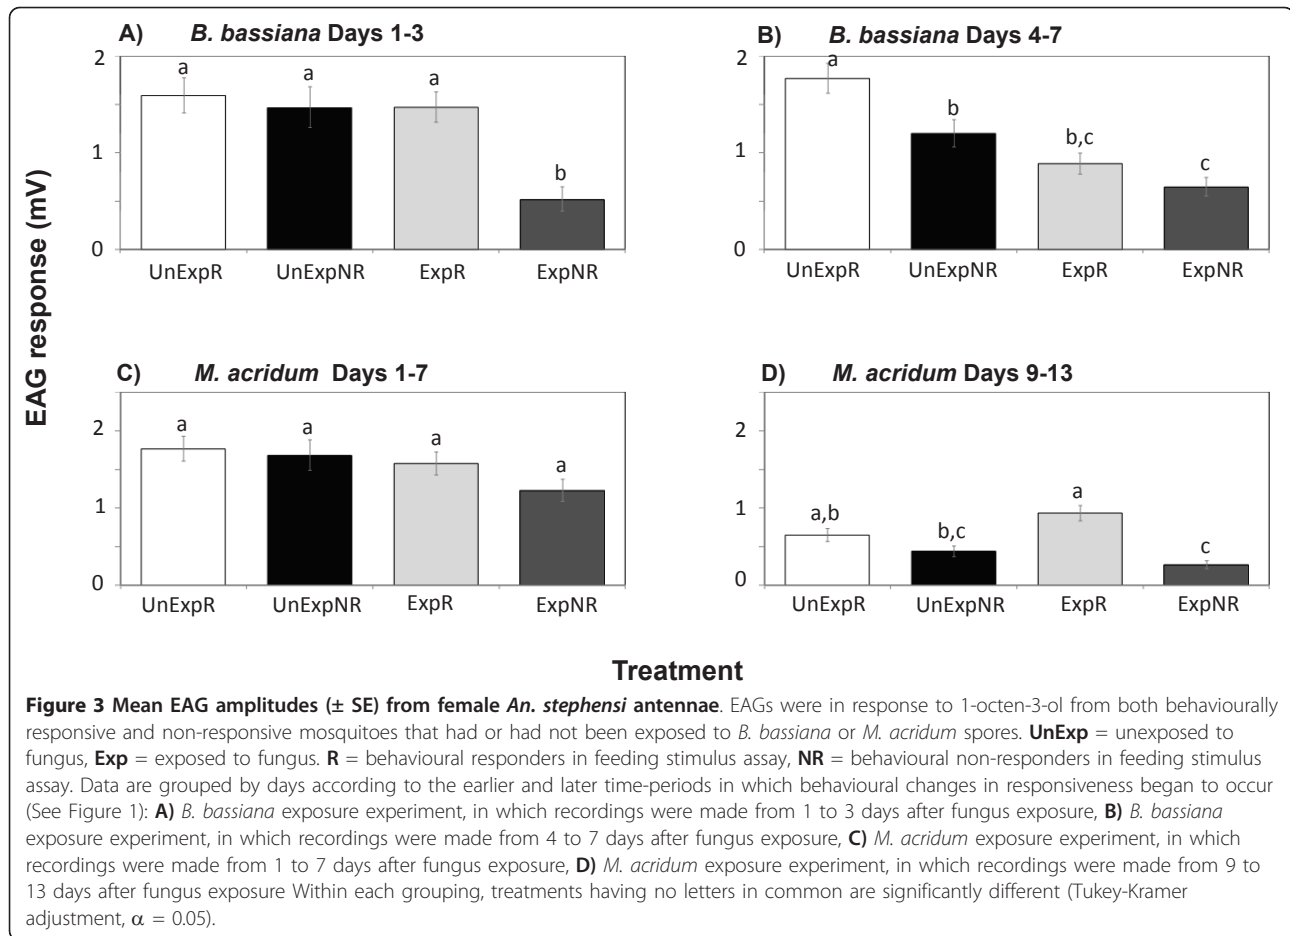 A) B. bassiana Days 1-3
B) B. bassiana Days 4-7
EAG response (mV)
2
1
0
a
a
a
b
UnExpR UnExpNR ExpR ExpNR
2
1
0
a
b
b,c
c
UnExpR UnExpNR ExpR ExpNR
C) M. acridum Days 1-7
D) M. acridum Days 9-13
2
1
0
a
a
a
a
UnExpR UnExpNR ExpR ExpNR
2
1
0
a,b
b,c
a
c
UnExpR UnExpNR ExpR ExpNR
Treatment
Figure 3 Mean EAG amplitudes (± SE) from female An. stephensi antennae. EAGs were in response to 1-octen-3-ol from both behaviourally
responsive and non-responsive mosquitoes that had or had not been exposed to B. bassiana or M. acridum spores. UnExp = unexposed to
fungus, Exp = exposed to fungus. R = behavioural responders in feeding stimulus assay, NR = behavioural non-responders in feeding stimulus
assay. Data are grouped by days according to the earlier and later time-periods in which behavioural changes in responsiveness began to occur
(See Figure 1): A) B. bassiana exposure experiment, in which recordings were made from 1 to 3 days after fungus exposure, B) B. bassiana
exposure experiment, in which recordings were made from 4 to 7 days after fungus exposure, C) M. acridum exposure experiment, in which
recordings were made from 1 to 7 days after fungus exposure, D) M. acridum exposure experiment, in which recordings were made from 9 to
13 days after fungus exposure Within each grouping, treatments having no letters in common are significantly different (Tukey-Kramer
adjustment, α = 0.05).